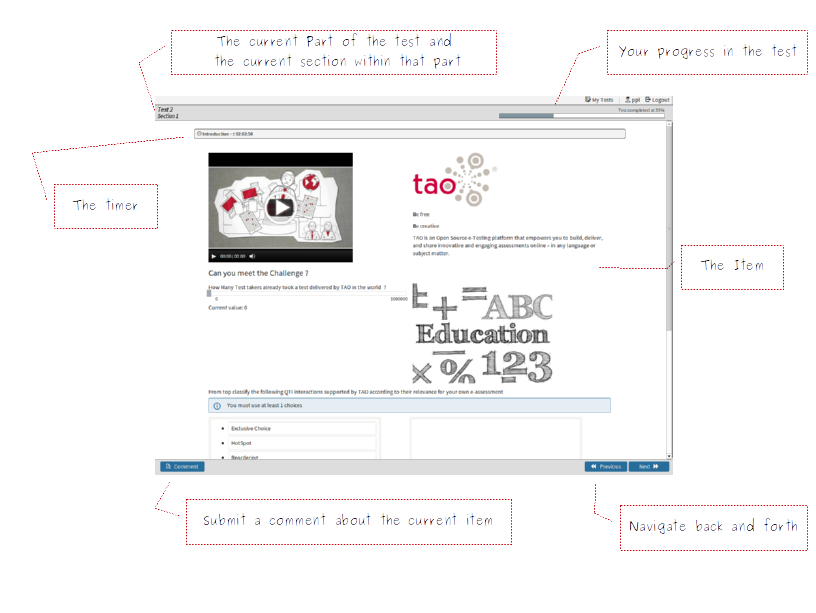 The current Part of the test and
the current section within that part
Your progress in the test
My Tests
ppl
Logout
Test 2
Section 1
You completed at 33%
The timer
tao
Be free
Be creative
TAO is an Open Source e-Testing platform that empowers you to build, deliver,
and share innovative and engaging assessments online – in any language or
subject matter.
00:00 | 00:00
The Item
Can you meet the Challenge ?
How Many Test takers already took a test delivered by TAO in the world ?
0
1000000
Current value: 0
t + = ABC
Education
× % 123
From top classify the following QTI interactions supported by TAO according to their relevance for your own e-assessment
You must use at least 1 choices
Exclusive Choice
HotSpot
Reordering
Comment
Previous
Next
Submit a comment about the current item
Navigate back and forth